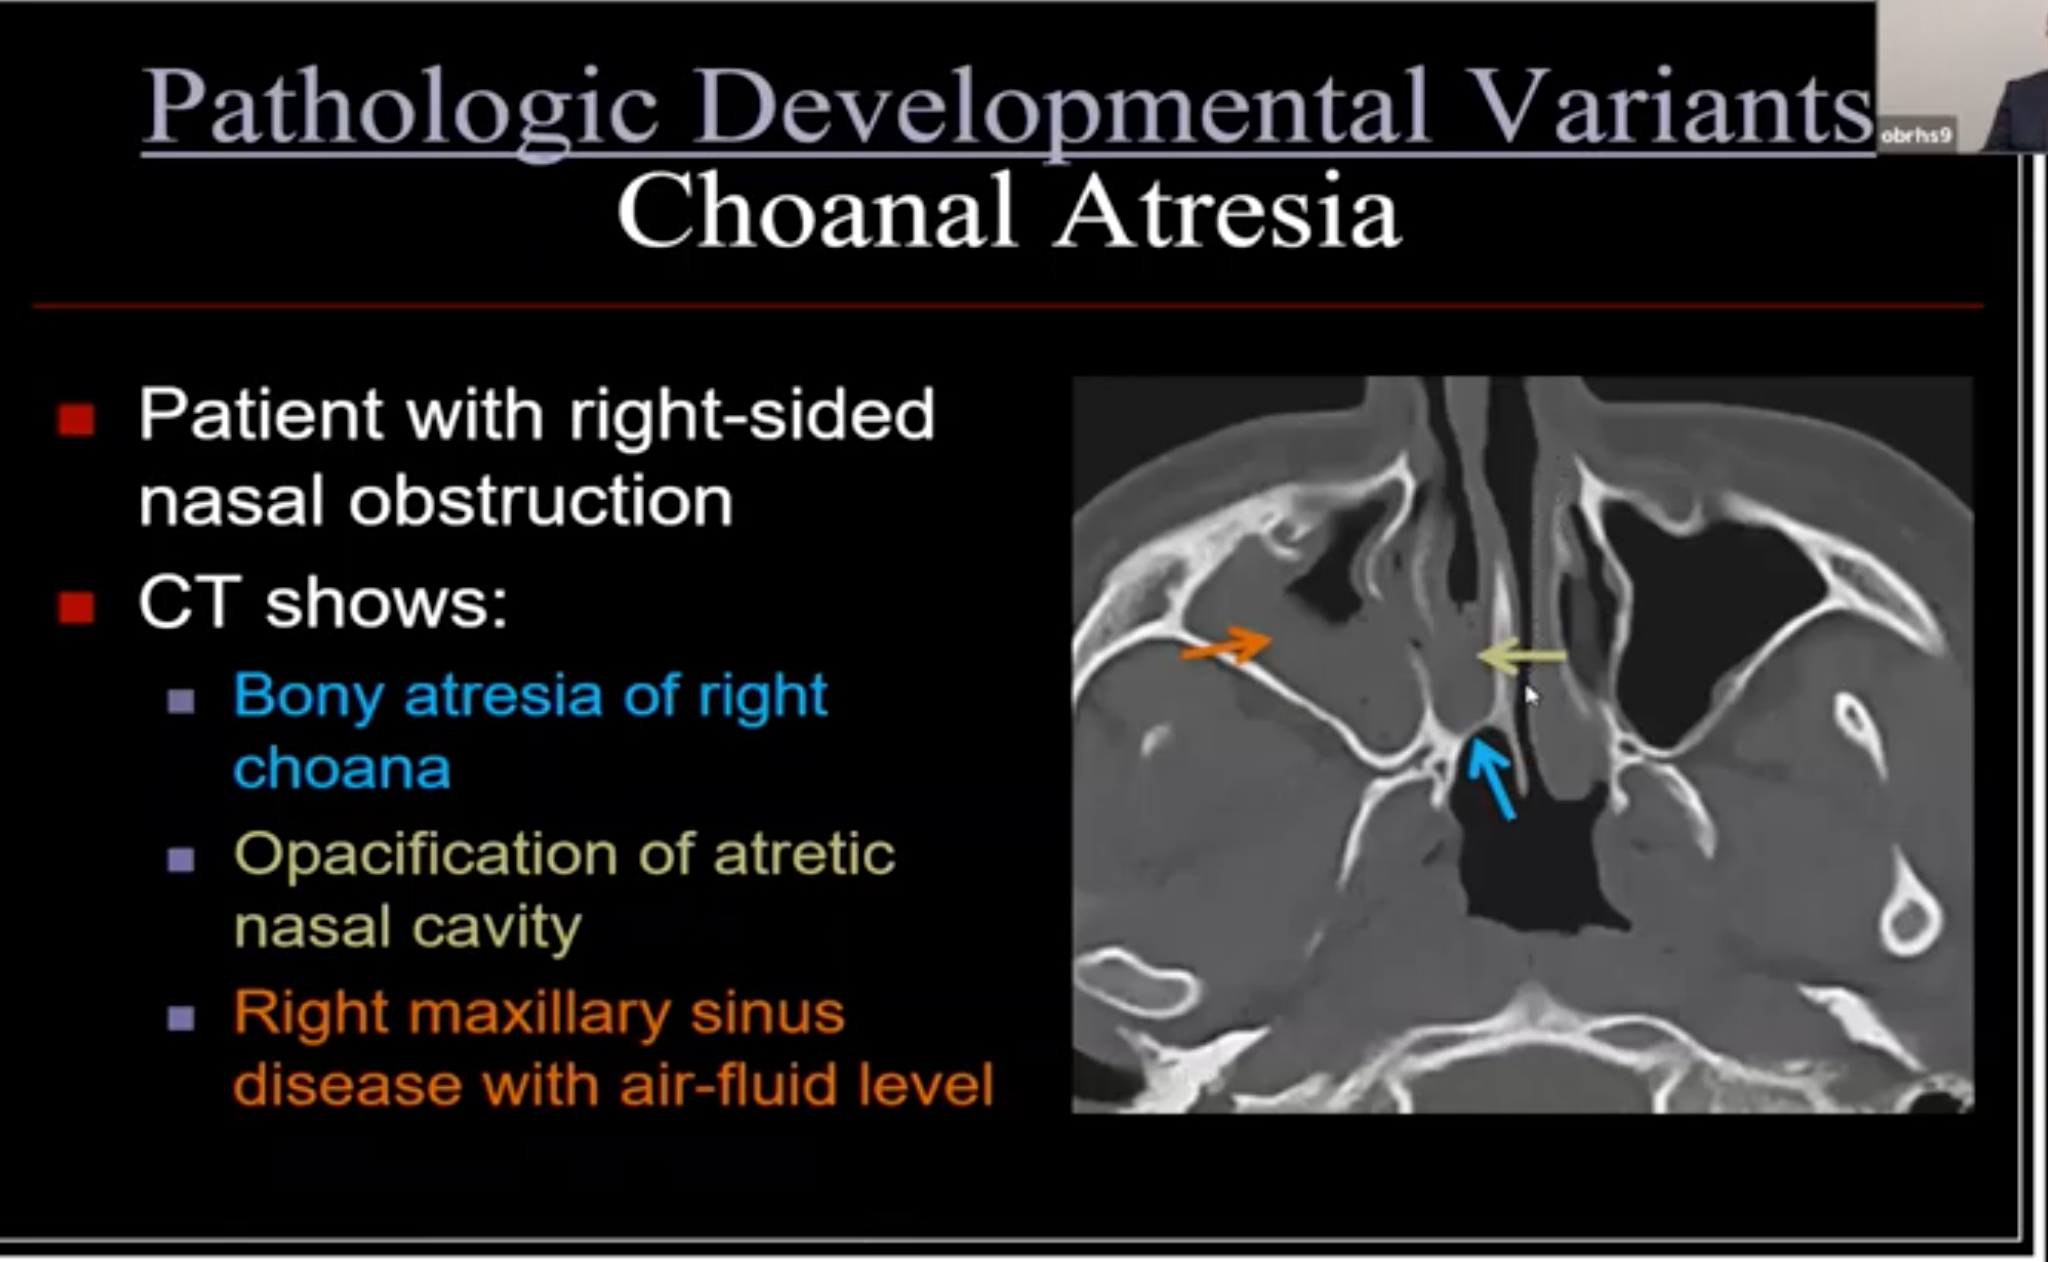 Pathologic Developmental Variants
obrhs9
Choanal Atresia
Patient with right-sided
nasal obstruction
CT shows:
Bony atresia of right
choana
Opacification of atretic
nasal cavity
Right maxillary sinus
disease with air-fluid level